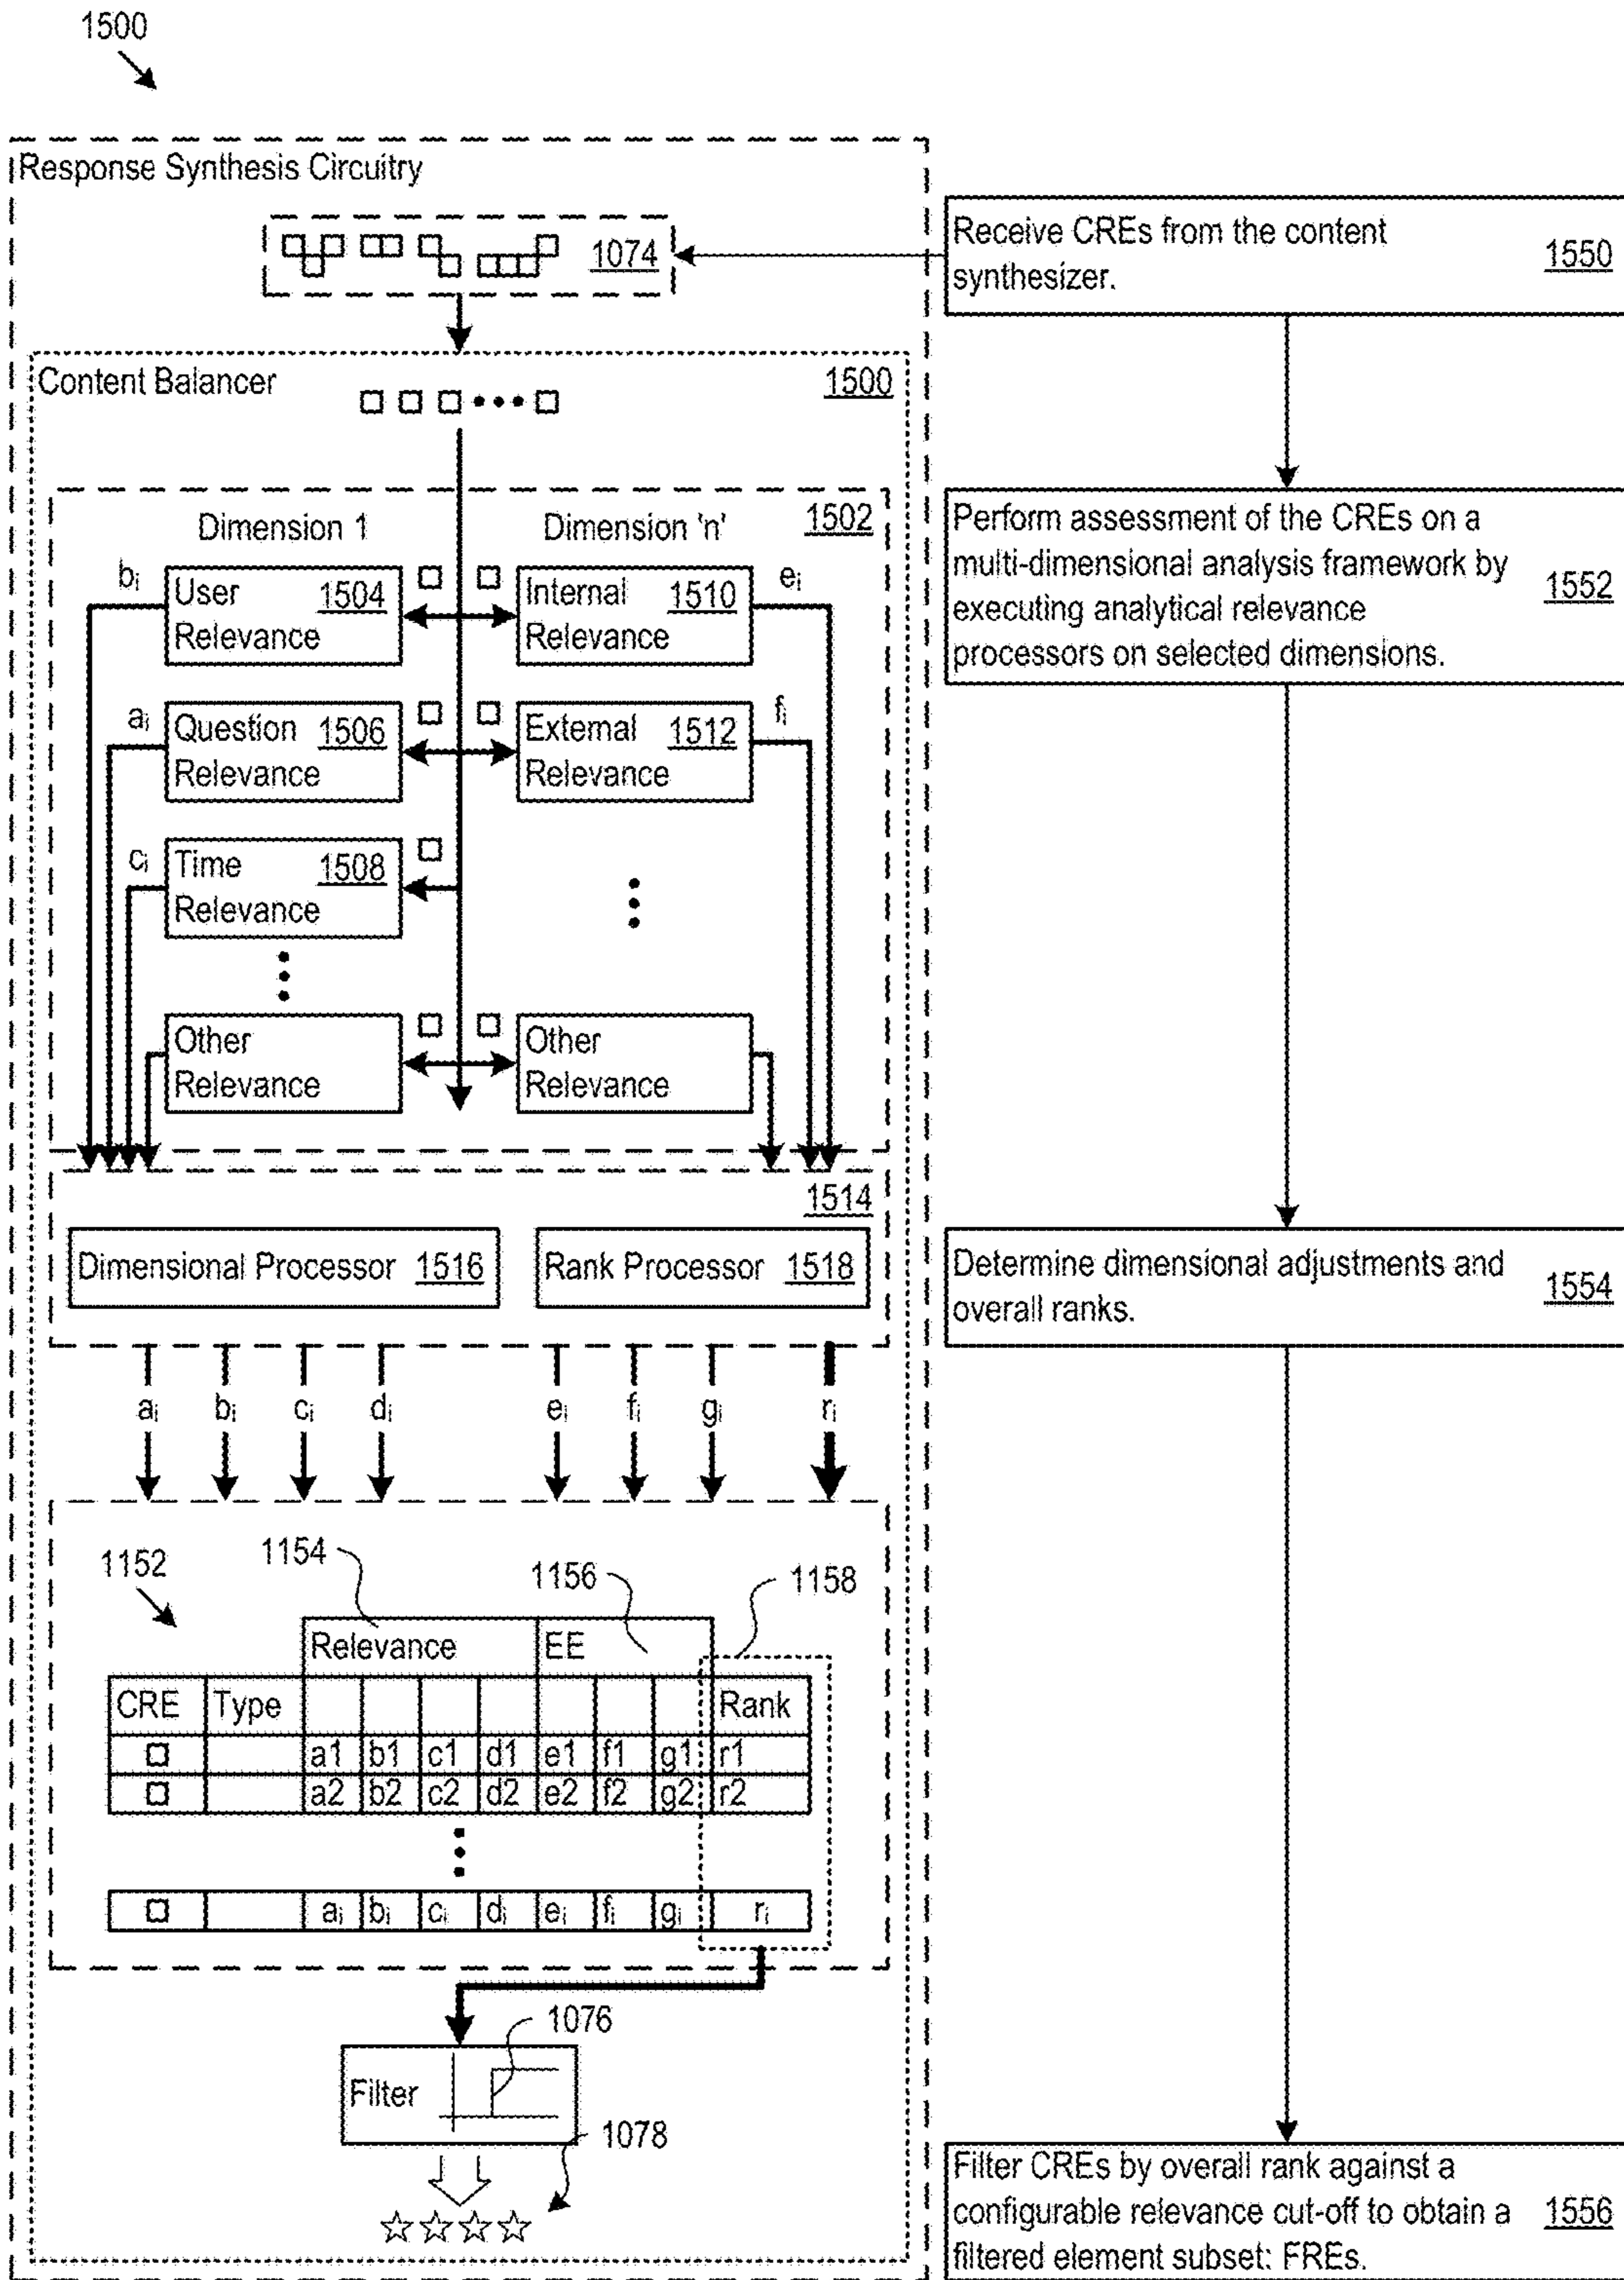 1500
Response Synthesis Circuitry
1074
Receive CREs from the content
synthesizer.
1550
Content Balancer
1500
Dimension 1
Dimension 'n'
1502
Perform assessment of the CREs on a
multi-dimensional analysis framework by
executing analytical relevance
processors on selected dimensions.
1552
bi
User
Relevance
1504
Internal
Relevance
1510
ei
ai
Question
Relevance
1506
External
Relevance
1512
fi
ci
Time
Relevance
1508
Other
Relevance
Other
Relevance
1514
Dimensional Processor 1516
Rank Processor 1518
Determine dimensional adjustments and
overall ranks.
1554
ai bi ci di ei fi gi ri
1152
1154
1156
1158
Relevance EE
CRE Type Rank
a1 b1 c1 d1 e1 f1 g1 r1
a2 b2 c2 d2 e2 f2 g2 r2
ai bi ci di ei fi gi ri
1076
Filter
1078
Filter CREs by overall rank against a
configurable relevance cut-off to obtain a
filtered element subset: FREs.
1556